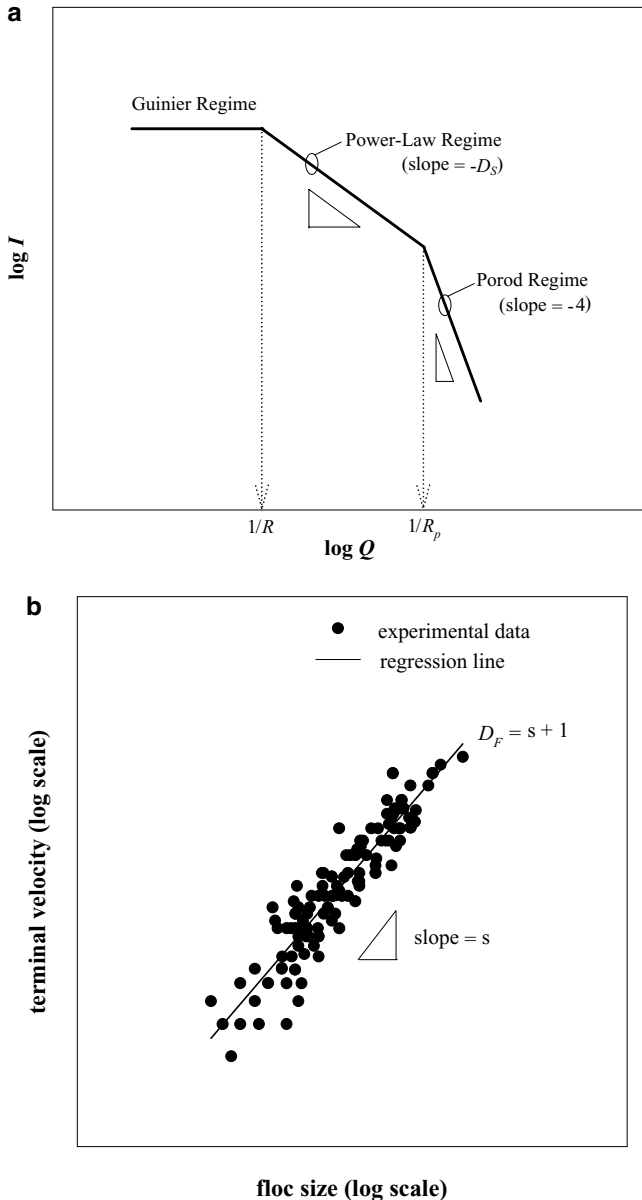 a
Guinier Regime
Power-Law Regime
(slope = -D_S)
Porod Regime
(slope = -4)
log I
1/R
1/R_p
log Q
b
experimental data
regression line
D_F = s + 1
slope = s
terminal velocity (log scale)
floc size (log scale)